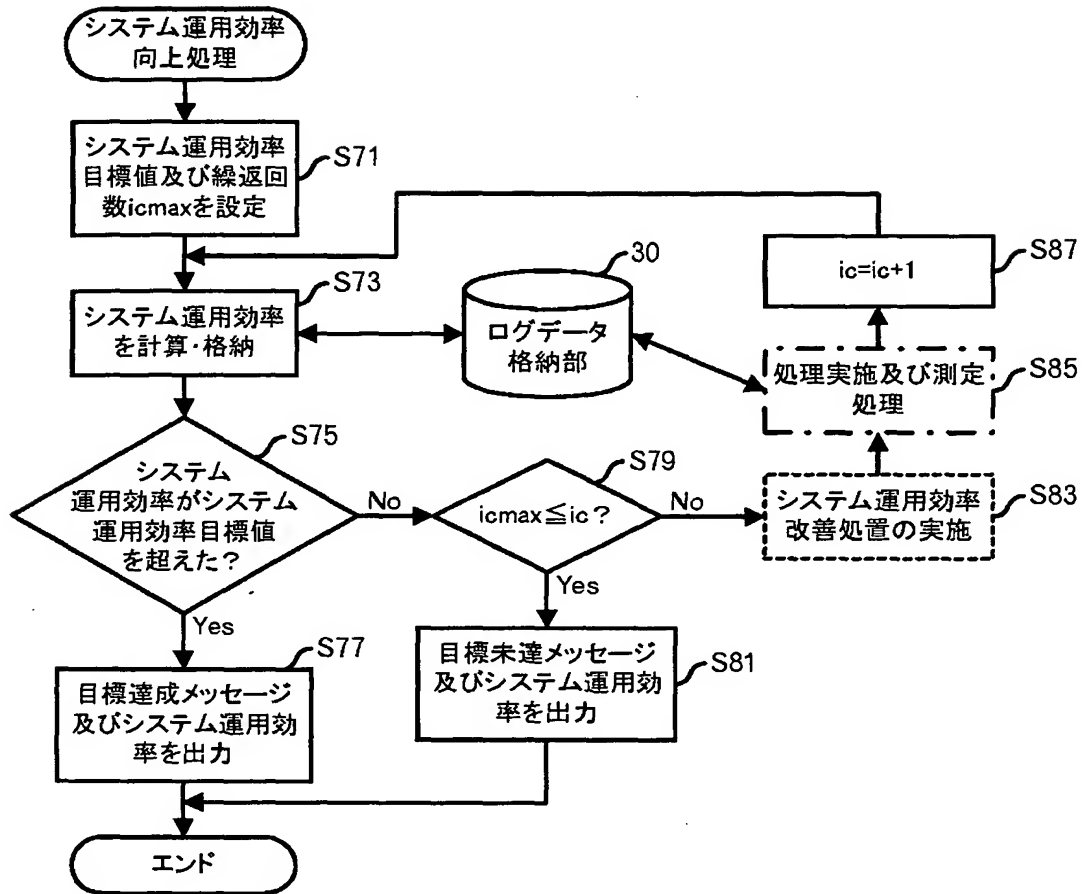 システム運用効率
向上処理
システム運用効率
目標値及び繰返回
数icmaxを設定
S71
S73
システム運用効率
を計算・格納
30
ログデータ
格納部
ic=ic+1
S87
処理実施及び測定
処理
S85
S75
システム
運用効率がシステム
運用効率目標値
を超えた?
No
S79
icmax≦ic?
No
システム運用効率
改善処置の実施
S83
Yes
Yes
S77
目標達成メッセージ
及びシステム運用効
率を出力
目標未達メッセージ
及びシステム運用効
率を出力
S81
エンド